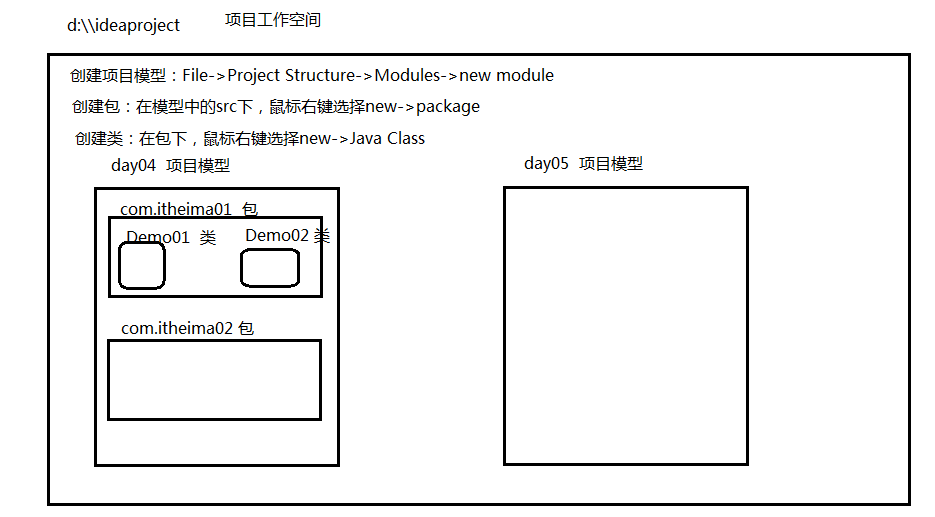 d:\\ideaproject 项目工作空间
创建项目模型：File->Project Structure->Modules->new module
创建包：在模型中的src下，鼠标右键选择new->package
创建类：在包下，鼠标右键选择new->Java Class
day04 项目模型
day05 项目模型
com.itheima01 包
Demo01 类
Demo02 类
com.itheima02 包